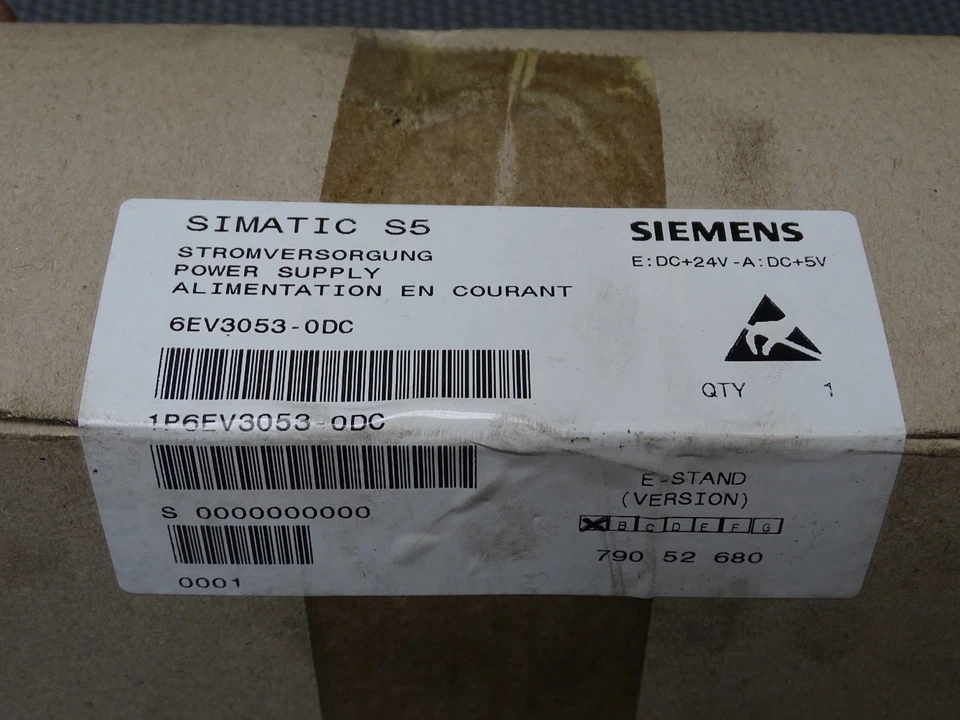 SIMATIC S5
STROMVERSORGUNG
POWER SUPPLY
ALIMENTATION EN COURANT
6EV3053-0DC
1P6EV3053-0DC
S 0000000000
0001
SIEMENS
E:DC+24V-A:DC+5V
QTY 1
E-STAND
(VERSION)
B C D E F G
790 52 680